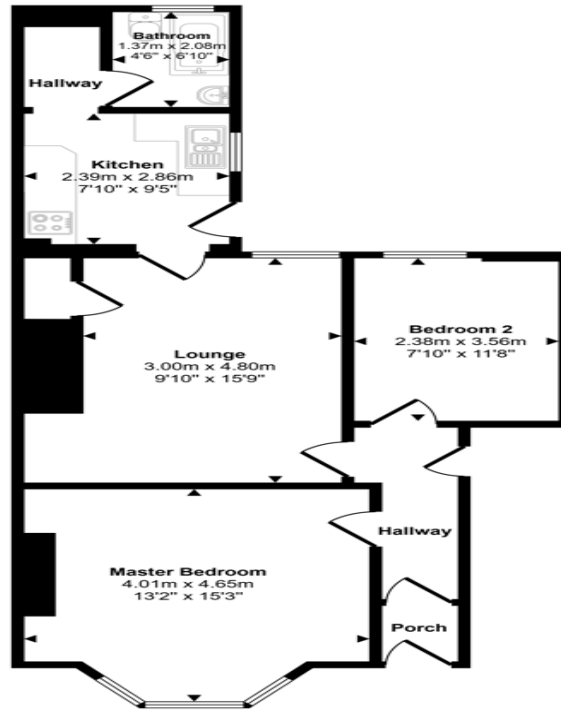 Bathroom
1.37m x 2.08m
4'6" x 6'10"
Hallway
Kitchen
2.39m x 2.86m
7'10" x 9'5"
Lounge
3.00m x 4.80m
9'10" x 15'9"
Bedroom 2
2.38m x 3.56m
7'10" x 11'8"
Hallway
Master Bedroom
4.01m x 4.65m
13'2" x 15'3"
Porch